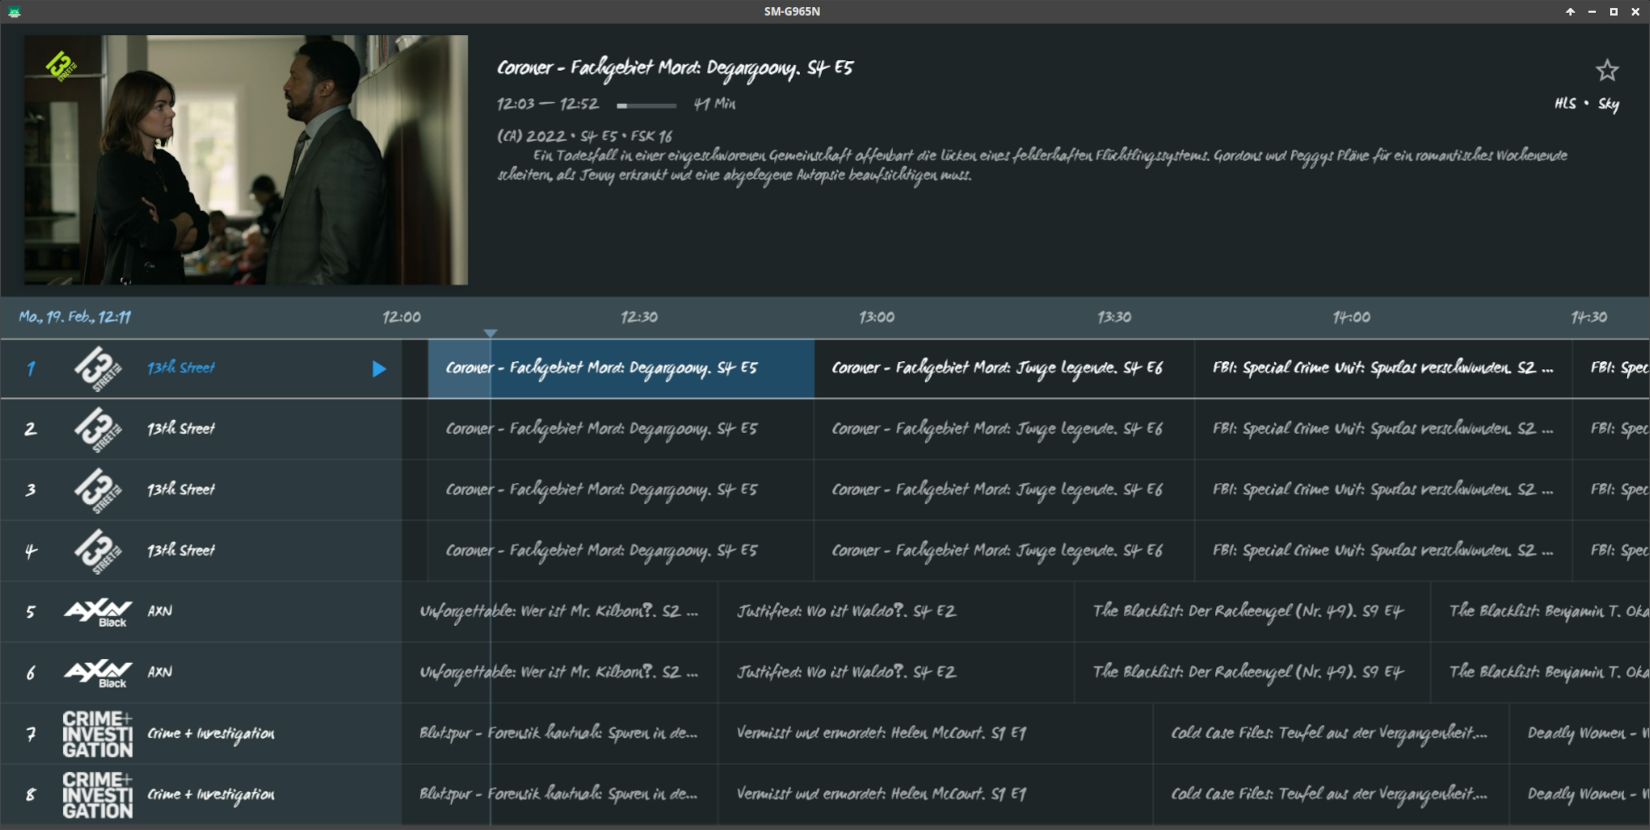 SM-G965N
13
STREET
Coroner - Fachgebiet Mord: Degargoony. S4 E5
12:03 — 12:52 41 Min
HLS • Sky
(CA) 2022 • S4 E5 • FSK 16
Ein Todesfall in einer eingeschworenen Gemeinschaft offenbart die Lücken eines fehlerhaften Flüchtlingssystems. Gordons und Peggys Pläne für ein romantisches Wochenende
scheitern, als Jenny erkrankt und eine abgelegene Autopsie beaufsichtigen muss.
Mo., 19. Feb., 12:11 12:00 12:30 13:00 13:30 14:00 14:30
1 13 STREET 13th Street Coroner - Fachgebiet Mord: Degargoony. S4 E5 Coroner - Fachgebiet Mord: Junge Legende. S4 E6 FBI: Special Crime Unit: Spurlos verschwunden. S2 ... FBI: Spec
2 13 STREET 13th Street Coroner - Fachgebiet Mord: Degargoony. S4 E5 Coroner - Fachgebiet Mord: Junge Legende. S4 E6 FBI: Special Crime Unit: Spurlos verschwunden. S2 ... FBI: Spec
3 13 STREET 13th Street Coroner - Fachgebiet Mord: Degargoony. S4 E5 Coroner - Fachgebiet Mord: Junge Legende. S4 E6 FBI: Special Crime Unit: Spurlos verschwunden. S2 ... FBI: Spec
4 13 STREET 13th Street Coroner - Fachgebiet Mord: Degargoony. S4 E5 Coroner - Fachgebiet Mord: Junge Legende. S4 E6 FBI: Special Crime Unit: Spurlos verschwunden. S2 ... FBI: Spec
5 AXN Black AXN Unforgettable: Wer ist Mr. Kilborn?. S2 ... Justified: Wo ist Waldo?. S4 E2 The Blacklist: Der Racheengel (Nr. 49). S9 E4 The Blacklist: Benjamin T. Oka
6 AXN Black AXN Unforgettable: Wer ist Mr. Kilborn?. S2 ... Justified: Wo ist Waldo?. S4 E2 The Blacklist: Der Racheengel (Nr. 49). S9 E4 The Blacklist: Benjamin T. Oka
7 CRIME+ INVESTIGATION Crime + Investigation Blutspur - Forensik hautnah: Spuren in de... Vermisst und ermordet: Helen McCourt. S1 E1 Cold Case Files: Teufel aus der Vergangenheit.... Deadly Women - W
8 CRIME+ INVESTIGATION Crime + Investigation Blutspur - Forensik hautnah: Spuren in de... Vermisst und ermordet: Helen McCourt. S1 E1 Cold Case Files: Teufel aus der Vergangenheit.... Deadly Women - W